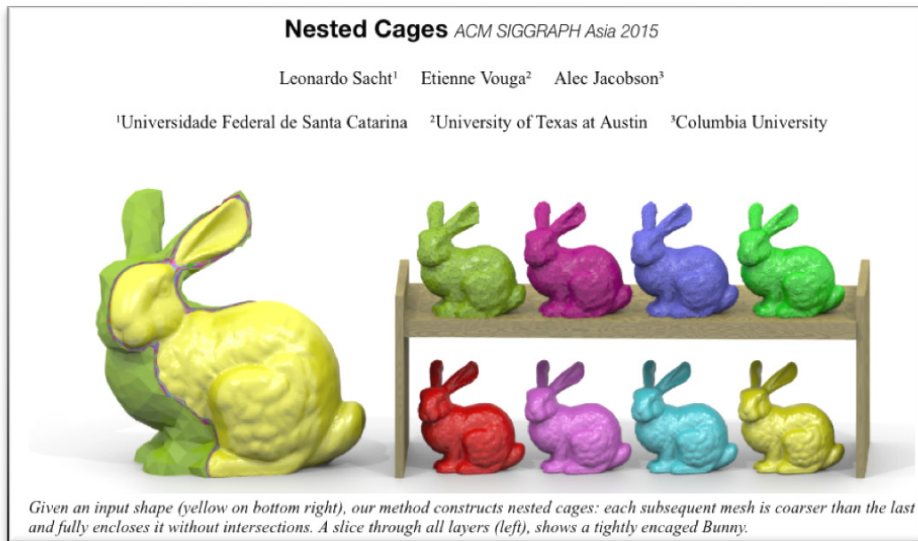 Nested Cages ACM SIGGRAPH Asia 2015
Leonardo Sacht¹ Etienne Vouga² Alec Jacobson³
¹Universidade Federal de Santa Catarina ²University of Texas at Austin ³Columbia University
Given an input shape (yellow on bottom right), our method constructs nested cages: each subsequent mesh is coarser than the last
and fully encloses it without intersections. A slice through all layers (left), shows a tightly encaged Bunny.